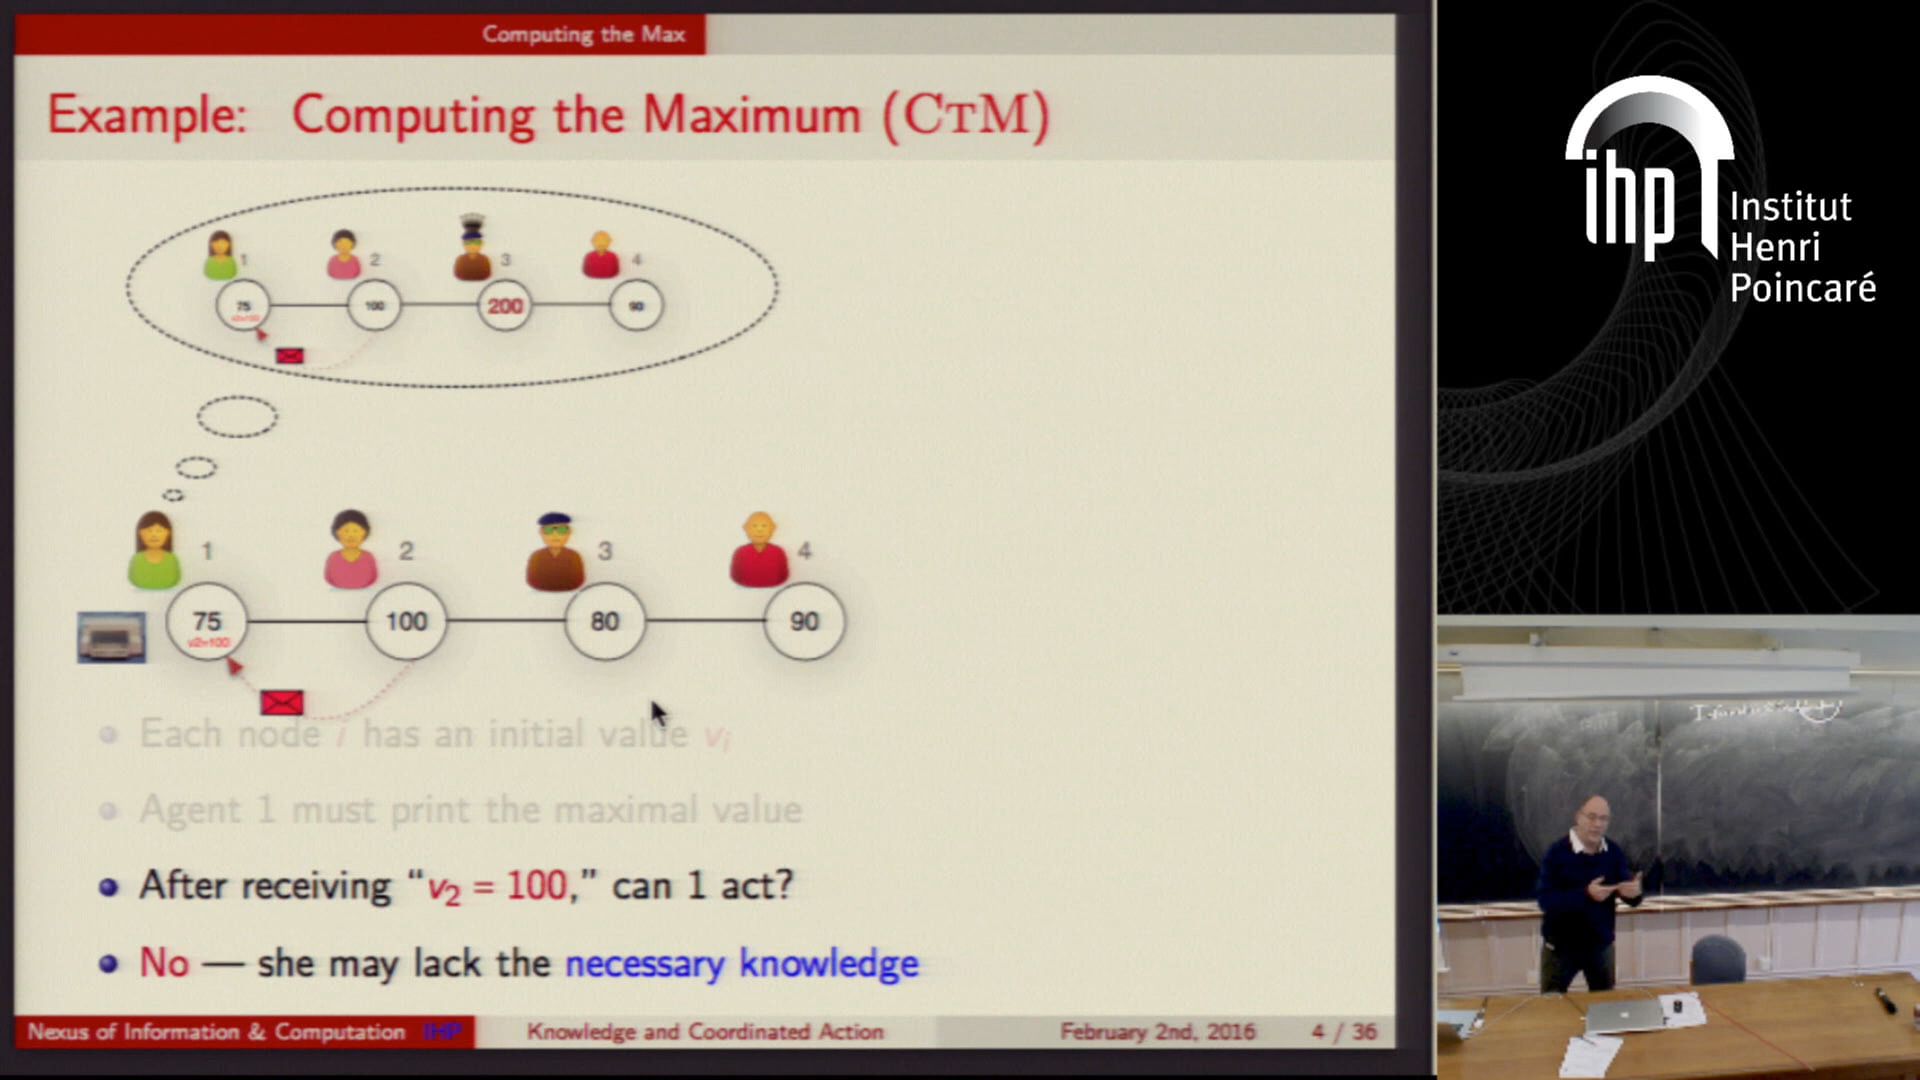 Computing the Max
Example: Computing the Maximum (CTM)
1 2 3 4
75 100 200 90
1 2 3 4
75 100 80 90
v2=100
Each node i has an initial value vi
Agent 1 must print the maximal value
After receiving “v2 = 100,” can 1 act?
No — she may lack the necessary knowledge
Nexus of Information & Computation IHP Knowledge and Coordinated Action February 2nd, 2016 4 / 36
ihp
Institut
Henri
Poincaré